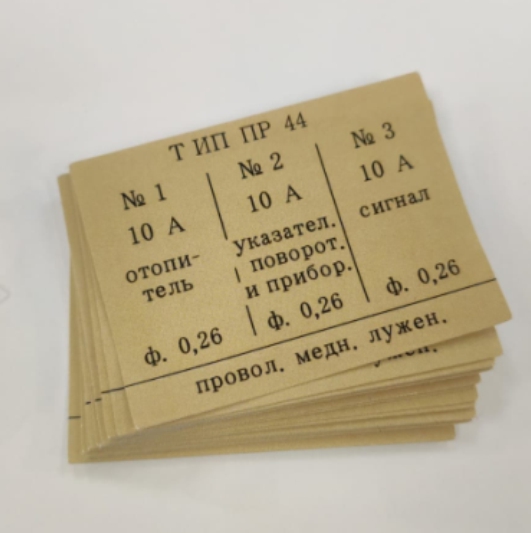 Т ИП ПР 44
№ 1
10 А
отопи-
тель
ф. 0,26
№ 2
10 А
указател.
поворот.
и прибор.
ф. 0,26
№ 3
10 А
сигнал
ф. 0,26
провол. медн. лужен.